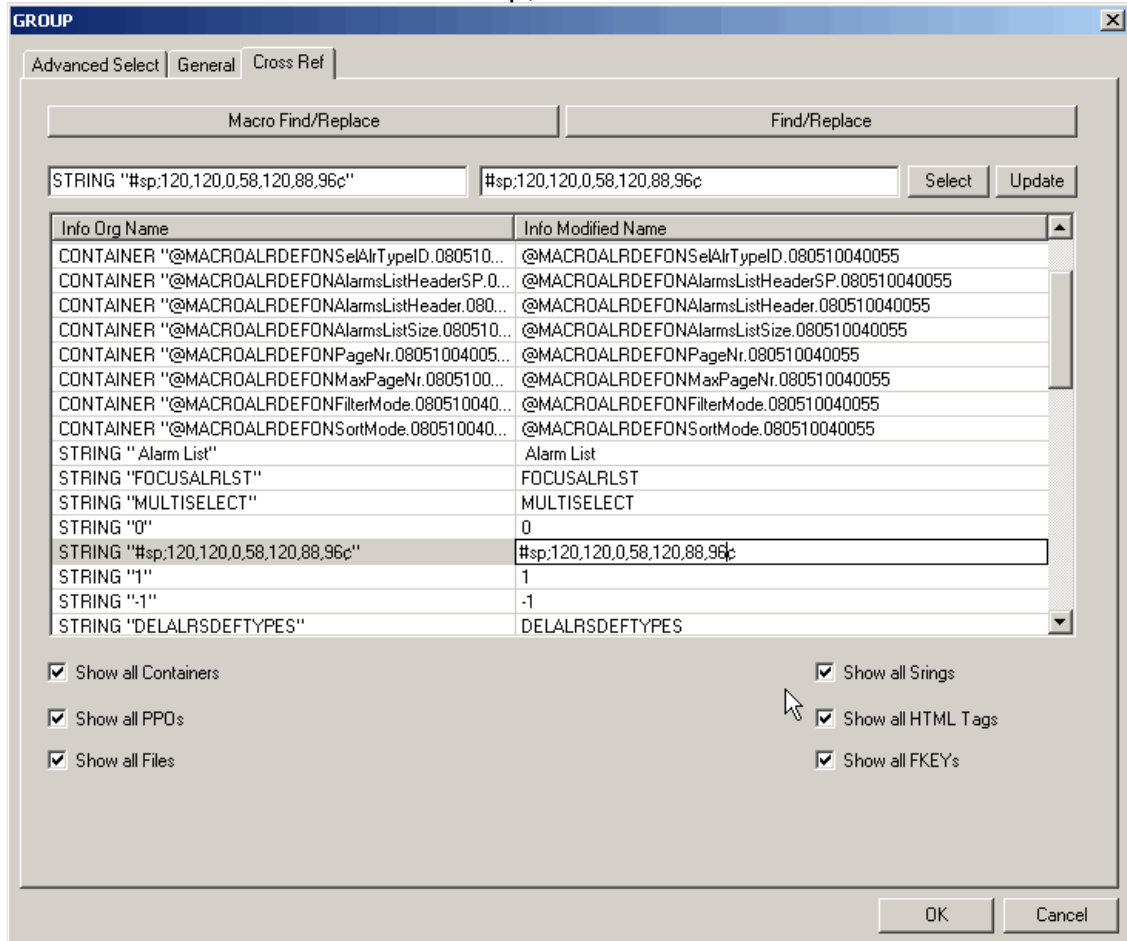 GROUP
Advanced Select General Cross Ref
Macro Find/Replace Find/Replace
STRING "#sp;120,120,0,58,120,88,96¢" #sp;120,120,0,58,120,88,96¢ Select Update
Info Org Name Info Modified Name
CONTAINER "@MACROALRDEFONSelAlrTypeID.080510... @MACROALRDEFONSelAlrTypeID.080510040055
CONTAINER "@MACROALRDEFONAlarmsListHeaderSP.0... @MACROALRDEFONAlarmsListHeaderSP.080510040055
CONTAINER "@MACROALRDEFONAlarmsListHeader.080... @MACROALRDEFONAlarmsListHeader.080510040055
CONTAINER "@MACROALRDEFONAlarmsListSize.080510... @MACROALRDEFONAlarmsListSize.080510040055
CONTAINER "@MACROALRDEFONPageNr.08051004005... @MACROALRDEFONPageNr.080510040055
CONTAINER "@MACROALRDEFONMaxPageNr.0805100... @MACROALRDEFONMaxPageNr.080510040055
CONTAINER "@MACROALRDEFONFilterMode.080510040... @MACROALRDEFONFilterMode.080510040055
CONTAINER "@MACROALRDEFONSortMode.080510040... @MACROALRDEFONSortMode.080510040055
STRING " Alarm List" Alarm List
STRING "FOCUSALRLST" FOCUSALRLST
STRING "MULTISELECT" MULTISELECT
STRING "0" 0
STRING "#sp;120,120,0,58,120,88,96¢" #sp;120,120,0,58,120,88,96¢
STRING "1" 1
STRING "-1" -1
STRING "DELALRSDEFTYPES" DELALRSDEFTYPES
Show all Containers Show all Srings
Show all PPOs Show all HTML Tags
Show all Files Show all FKEYs
OK Cancel